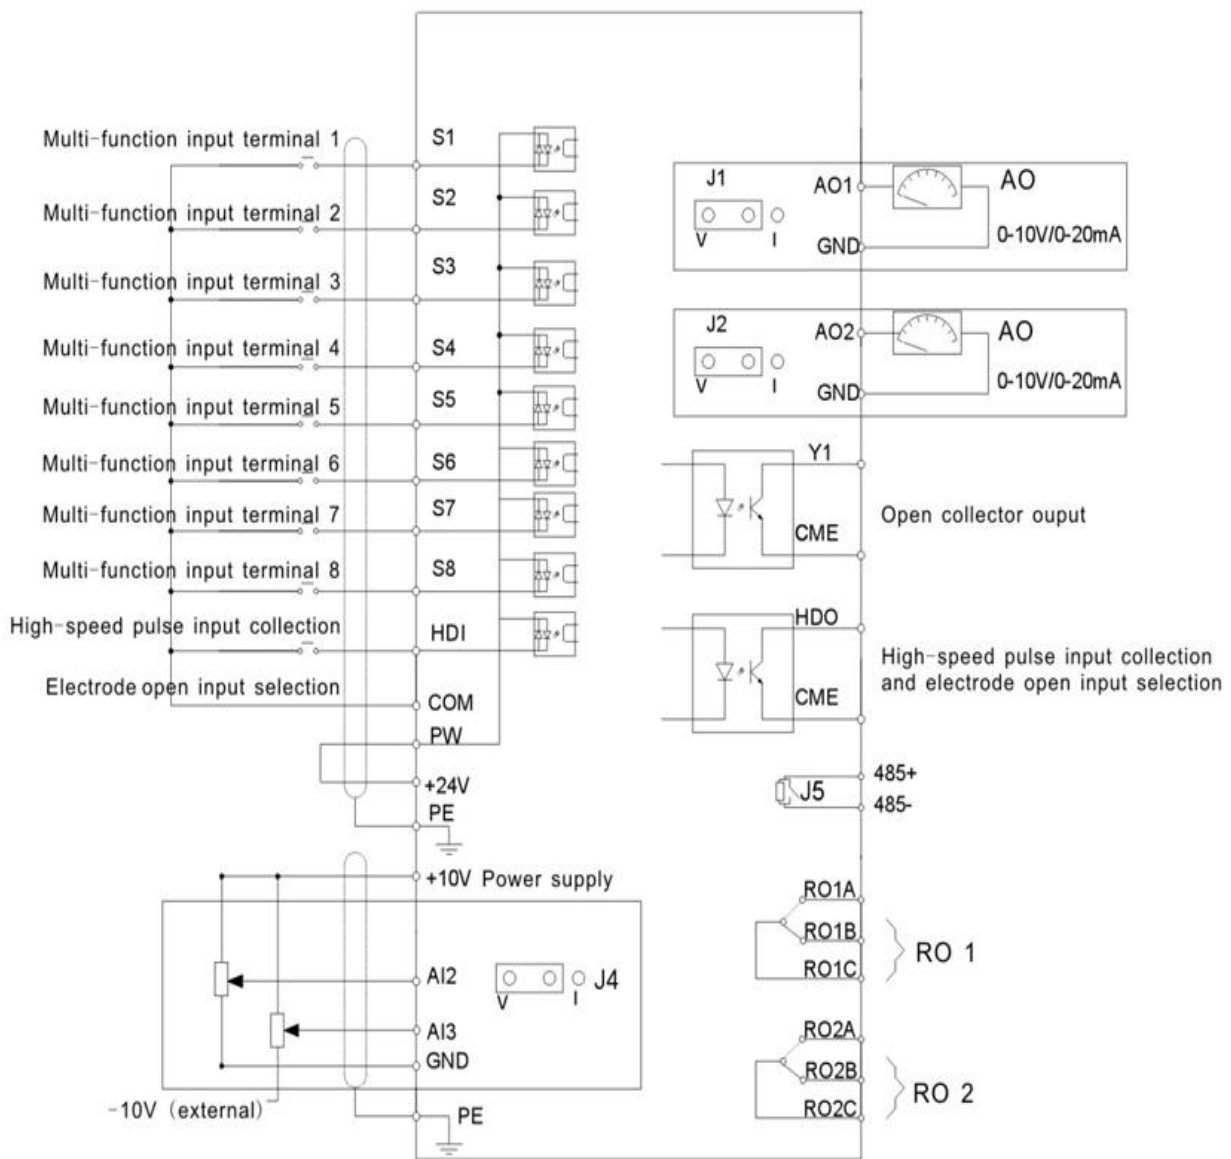 Multi-function input terminal 1
S1
Multi-function input terminal 2
S2
Multi-function input terminal 3
S3
Multi-function input terminal 4
S4
Multi-function input terminal 5
S5
Multi-function input terminal 6
S6
Multi-function input terminal 7
S7
Multi-function input terminal 8
S8
High-speed pulse input collection
HDI
Electrode open input selection
COM
PW
+24V
PE
+10V Power supply
AI2
V
I
J4
AI3
GND
-10V (external)
PE
J1
V
I
AO1
AO
GND
0-10V/0-20mA
J2
V
I
AO2
AO
GND
0-10V/0-20mA
Y1
CME
Open collector ouput
HDO
CME
High-speed pulse input collection
and electrode open input selection
485+
J5
485-
RO1A
RO1B
RO1C
RO 1
RO2A
RO2B
RO2C
RO 2